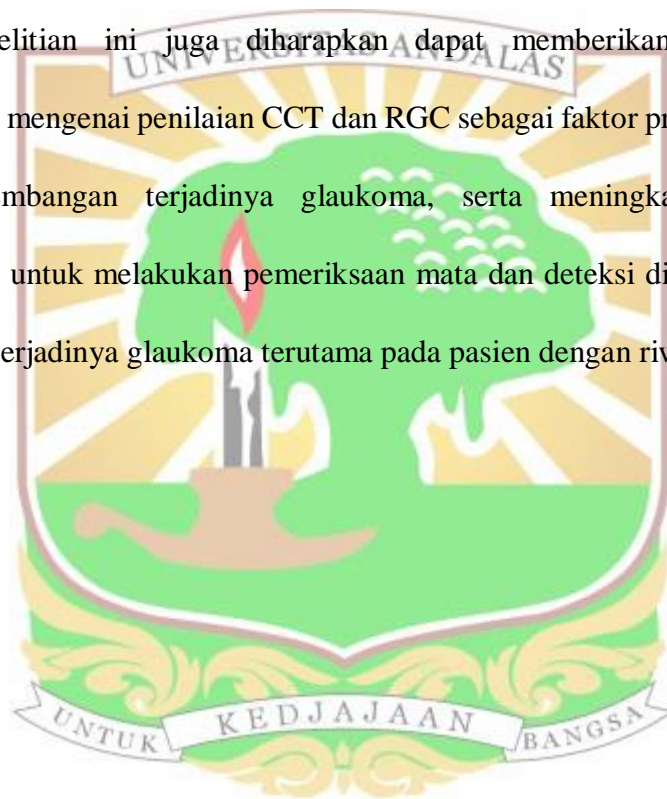 elitian ini juga diharapkan dapat memberikan
UNIVERSITAS ANDALAS
mengenai penilaian CCT dan RGC sebagai faktor pr
mbangan terjadinya glaukoma, serta meningka
untuk melakukan pemeriksaan mata dan deteksi di
erjadinya glaukoma terutama pada pasien dengan riw
UNTUK KEDJAJAAN BANGSA